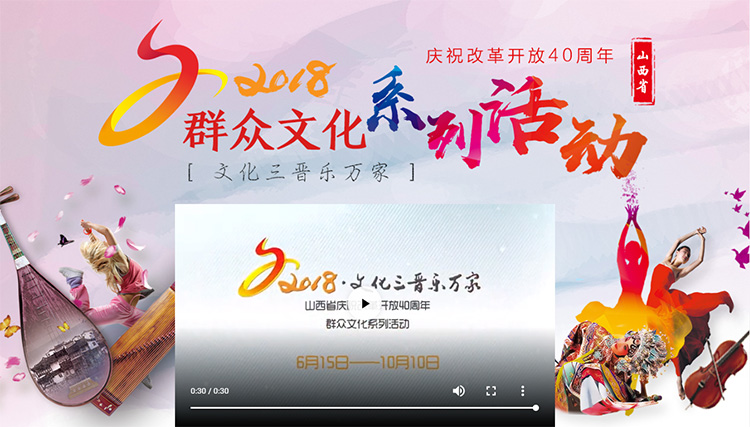 庆祝改革开放40周年
山西省
2018
群众文化系列活动
[ 文化三晋乐万家 ]
2018·文化三晋乐万家
山西省庆 开放40周年
群众文化系列活动
6月15日——10月10日
0:30 / 0:30